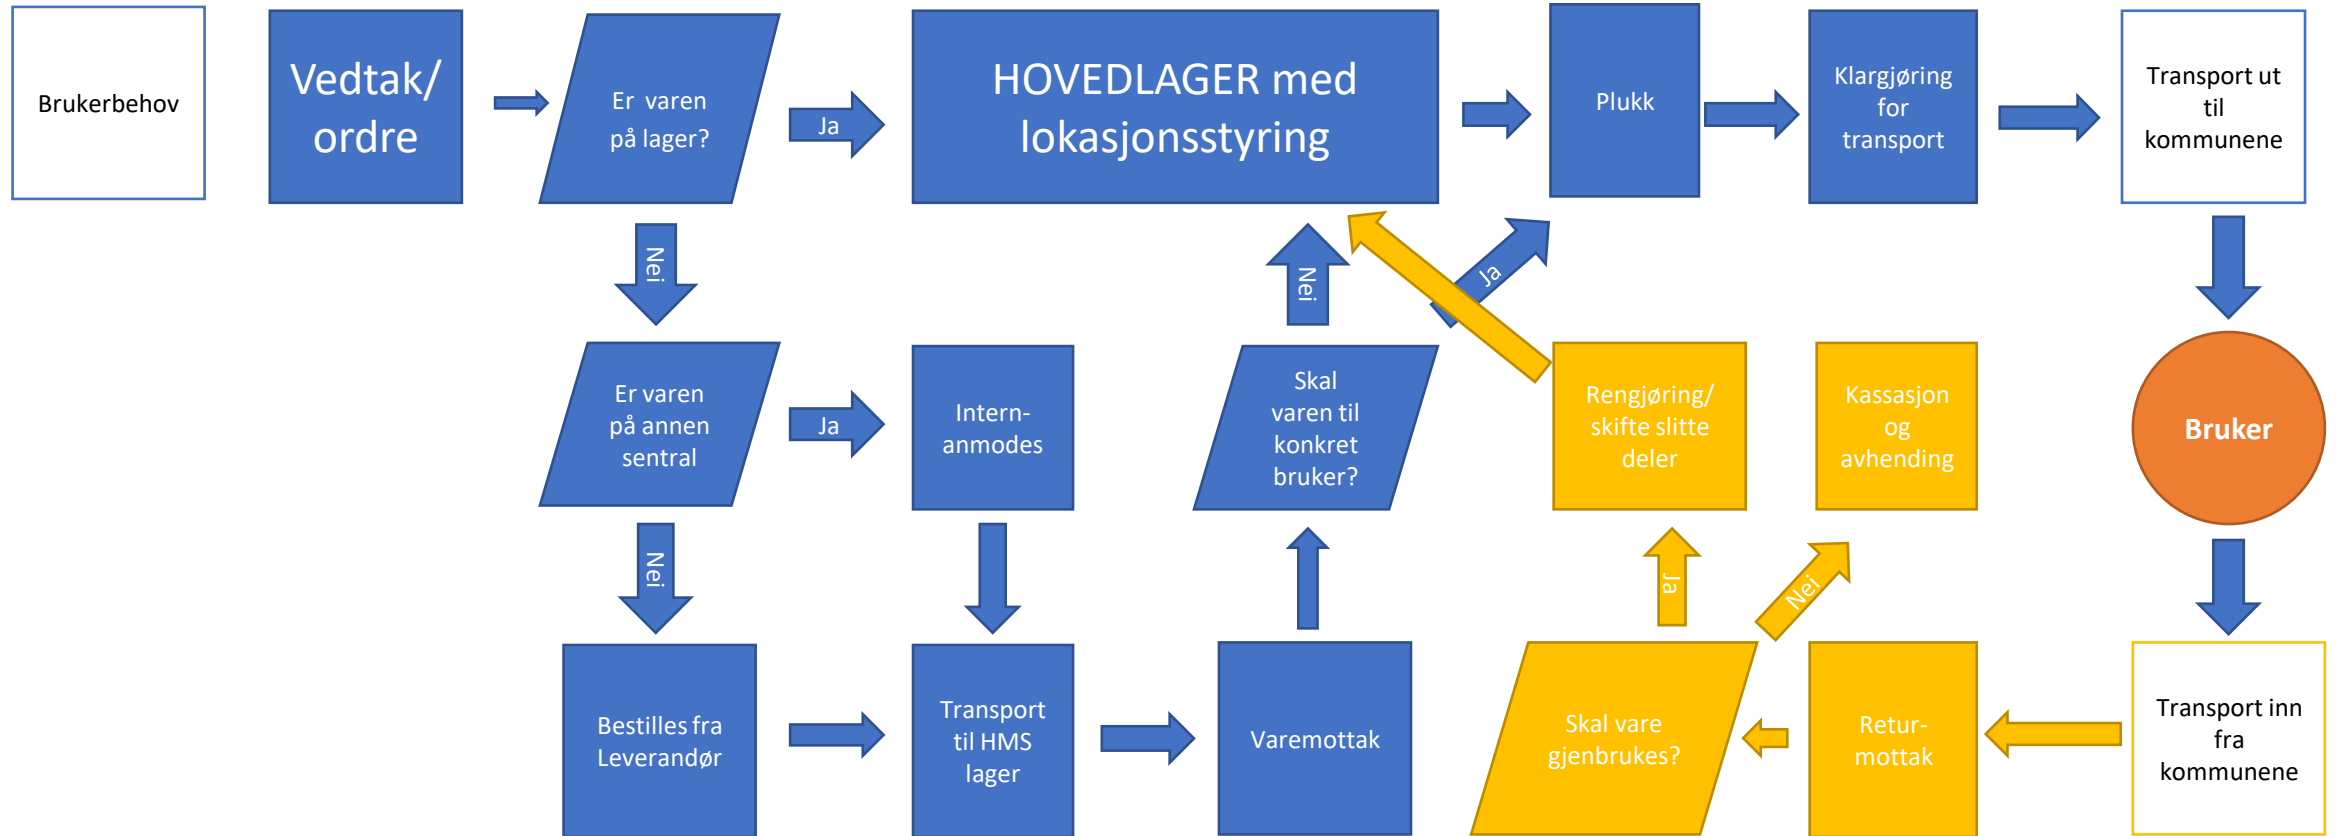 Brukerbehov
Vedtak/
ordre
Er varen
på lager?
Ja
HOVEDLAGER med
lokasjonsstyring
Plukk
Klargjøring
for
transport
Transport ut
til
kommunene
Nei
Nei
Ja
Er varen
på annen
sentral
Ja
Intern-
anmodes
Skal
varen til
konkret
bruker?
Rengjøring/
skifte slitte
deler
Kassasjon
og
avhending
Bruker
Nei
Ja
Nei
Bestilles fra
Leverandør
Transport
til HMS
lager
Varemottak
Skal vare
gjenbrukes?
Retur-
mottak
Transport inn
fra
kommunene